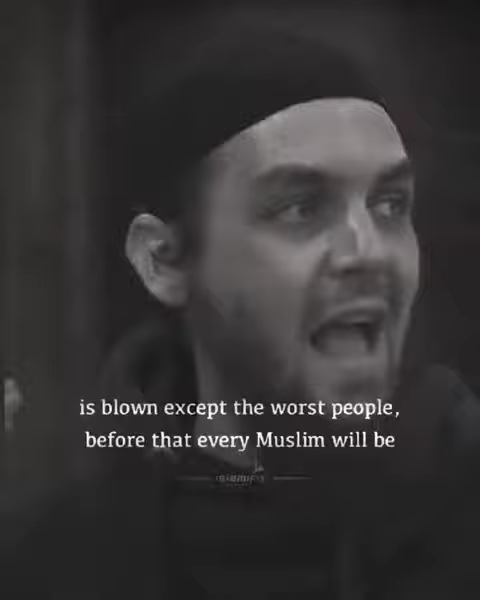 is blown except the worst people,
before that every Muslim will be